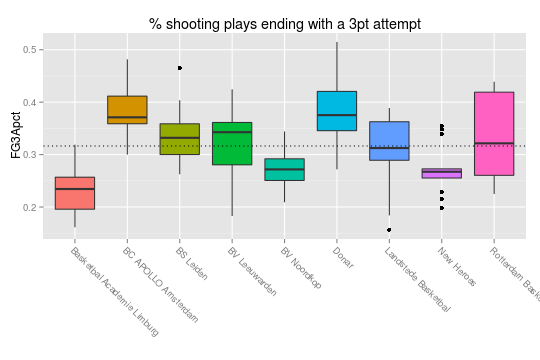 % shooting plays ending with a 3pt attempt
FG3Apct
0.5
0.4
0.3
0.2
Basketbal Academie Limburg
BC APOLLO Amsterdam
BS Leiden
BV Leeuwarden
BV Noordkop
Donar
Landstede Basketbal
New Heroes
Rotterdam